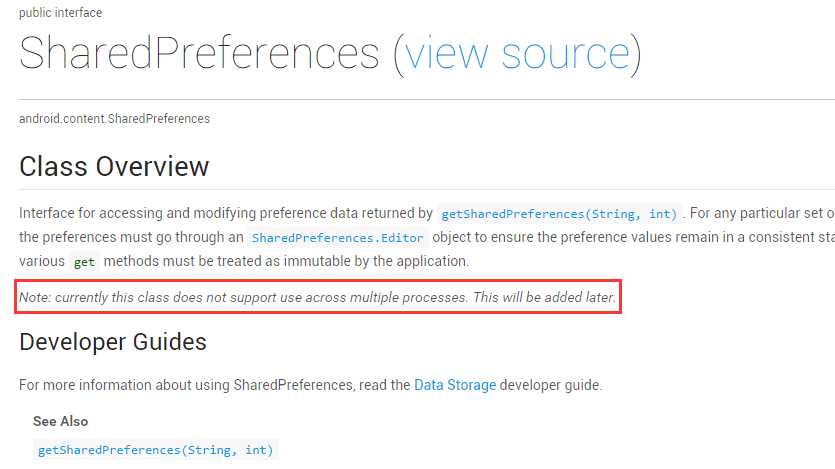 public interface
SharedPreferences (view source)
android.content.SharedPreferences
Class Overview
Interface for accessing and modifying preference data returned by getSharedPreferences(String, int) . For any particular set o
the preferences must go through an SharedPreferences.Editor object to ensure the preference values remain in a consistent sta
various get methods must be treated as immutable by the application.
Note: currently this class does not support use across multiple processes. This will be added later.
Developer Guides
For more information about using SharedPreferences, read the Data Storage developer guide.
See Also
getSharedPreferences(String, int)